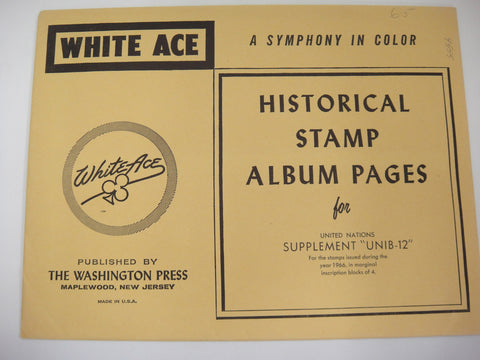 WHITE ACE
A SYMPHONY IN COLOR
65
HISTORICAL
STAMP
ALBUM PAGES
for
UNITED NATIONS
SUPPLEMENT "UNIB-12"
For the stamps issued during the
year 1966, in marginal
inscription blocks of 4.
White Ace
PUBLISHED BY
THE WASHINGTON PRESS
MAPLEWOOD, NEW JERSEY
MADE IN U.S.A.